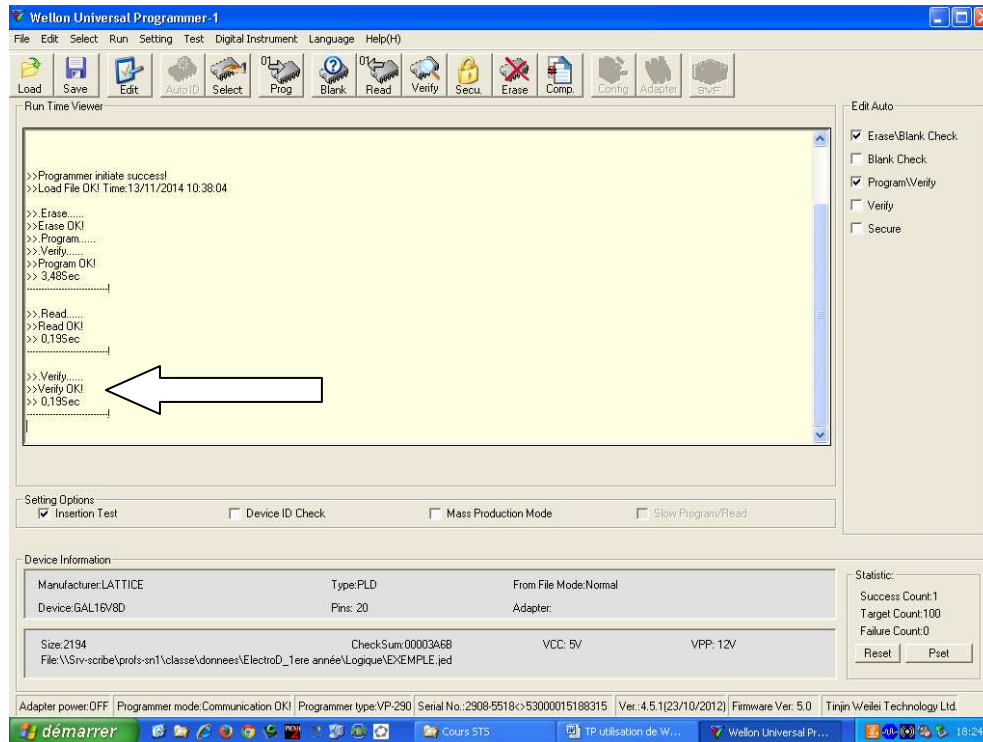 Wellon Universal Programmer-1
File Edit Select Run Setting Test Digital Instrument Language Help(H)
Load Save Edit Auto ID Select Prog Blank Read Verify Secu. Erase Comp. Config Adapter SVF
Run Time Viewer
>>Programmer initiate success!
>>Load File OK! Time:13/11/2014 10:38:04
>>.Erase......
>>Erase OK!
>>.Program......
>>.Verify......
>>Program OK!
>> 3,48Sec
--------------------------!
>>.Read......
>>Read OK!
>> 0,19Sec
--------------------------!
>>.Verify......
>>Verify OK!
>> 0,19Sec
--------------------------!
Edit Auto
Erase\Blank Check
Blank Check
Program\Verify
Verify
Secure
Setting Options
Insertion Test Device ID Check Mass Production Mode Slow Program/Read
Device Information
Manufacturer:LATTICE Type:PLD From File Mode:Normal
Device:GAL16V8D Pins: 20 Adapter:
Size:2194 CheckSum:00003A6B VCC: 5V VPP: 12V
File:\\Srv-scribe\profs-sn1\classe\donnees\ElectroD_1ere année\Logique\EXEMPLE.jed
Statistic:
Success Count:1
Target Count:100
Failure Count:0
Reset Pset
Adapter power:OFF Programmer mode:Communication OK! Programmer type:VP-290 Serial No.:2908-5518<>53000015188315 Ver.:4.5.1(23/10/2012) Firmware Ver: 5.0 Tinjin Weilei Technology Ltd.
démarrer Cours STS TP utilisation de W... Wellon Universal Pr... 18:24